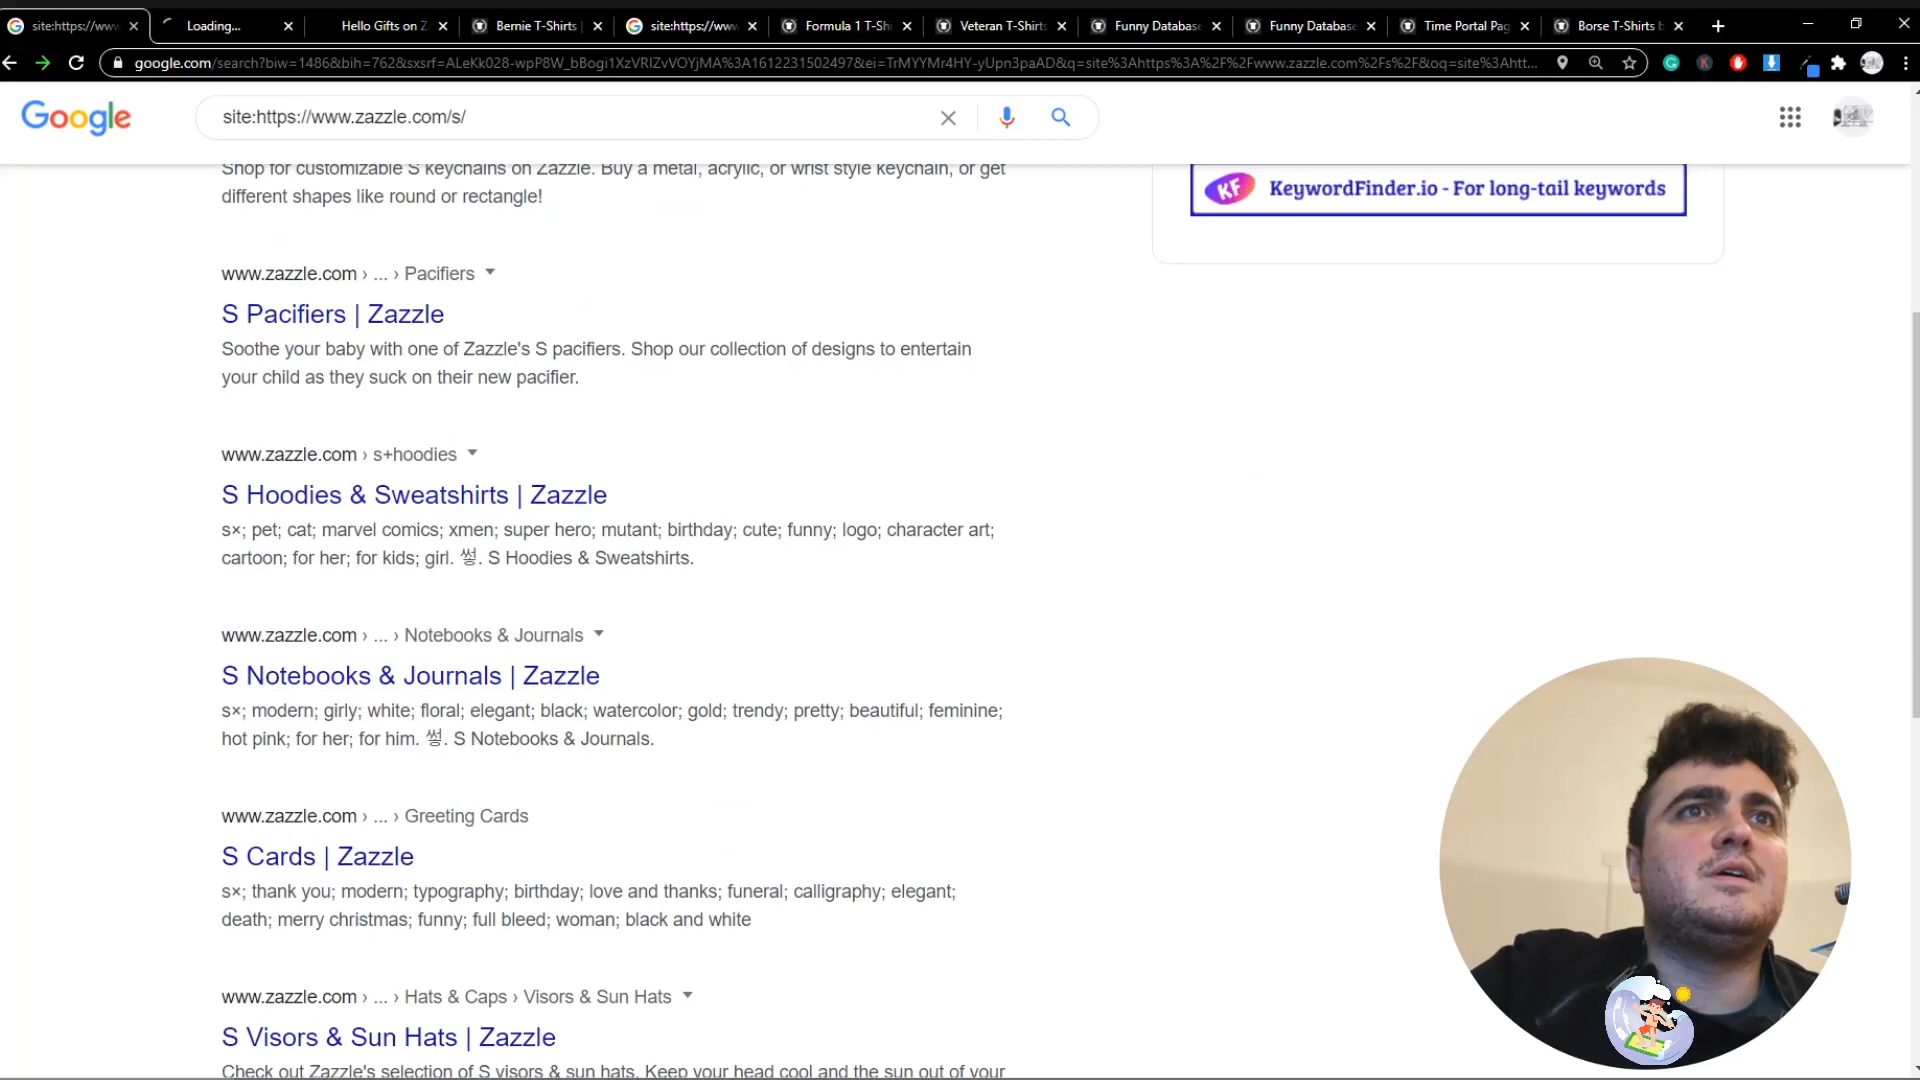 site:https://www
Loading...
Hello Gifts on Z
Bernie T-Shirts |
site:https://www
Formula 1 T-Shi
Veteran T-Shirts
Funny Database
Funny Database
Time Portal Pag
Borse T-Shirts b
google.com/search?biw=1486&bih=762&sxsrf=ALeKk028-wpP8W_bBogi1XzVRIZvVOYjMA%3A1612231502497&ei=TrMYYMr4HY-yUpn3paAD&q=site%3Ahttps%3A%2F%2Fwww.zazzle.com%2Fs%2F&oq=site%3Ahtt...
Google
site:https://www.zazzle.com/s/
Shop for customizable S keychains on Zazzle. Buy a metal, acrylic, or wrist style keychain, or get
different shapes like round or rectangle!
KF KeywordFinder.io - For long-tail keywords
www.zazzle.com › ... › Pacifiers
S Pacifiers | Zazzle
Soothe your baby with one of Zazzle's S pacifiers. Shop our collection of designs to entertain
your child as they suck on their new pacifier.
www.zazzle.com › s+hoodies
S Hoodies & Sweatshirts | Zazzle
s×; pet; cat; marvel comics; xmen; super hero; mutant; birthday; cute; funny; logo; character art;
cartoon; for her; for kids; girl. 쎃. S Hoodies & Sweatshirts.
www.zazzle.com › ... › Notebooks & Journals
S Notebooks & Journals | Zazzle
s×; modern; girly; white; floral; elegant; black; watercolor; gold; trendy; pretty; beautiful; feminine;
hot pink; for her; for him. 쎃. S Notebooks & Journals.
www.zazzle.com › ... › Greeting Cards
S Cards | Zazzle
s×; thank you; modern; typography; birthday; love and thanks; funeral; calligraphy; elegant;
death; merry christmas; funny; full bleed; woman; black and white
www.zazzle.com › ... › Hats & Caps › Visors & Sun Hats
S Visors & Sun Hats | Zazzle
Check out Zazzle's selection of S visors & sun hats. Keep your head cool and the sun out of your